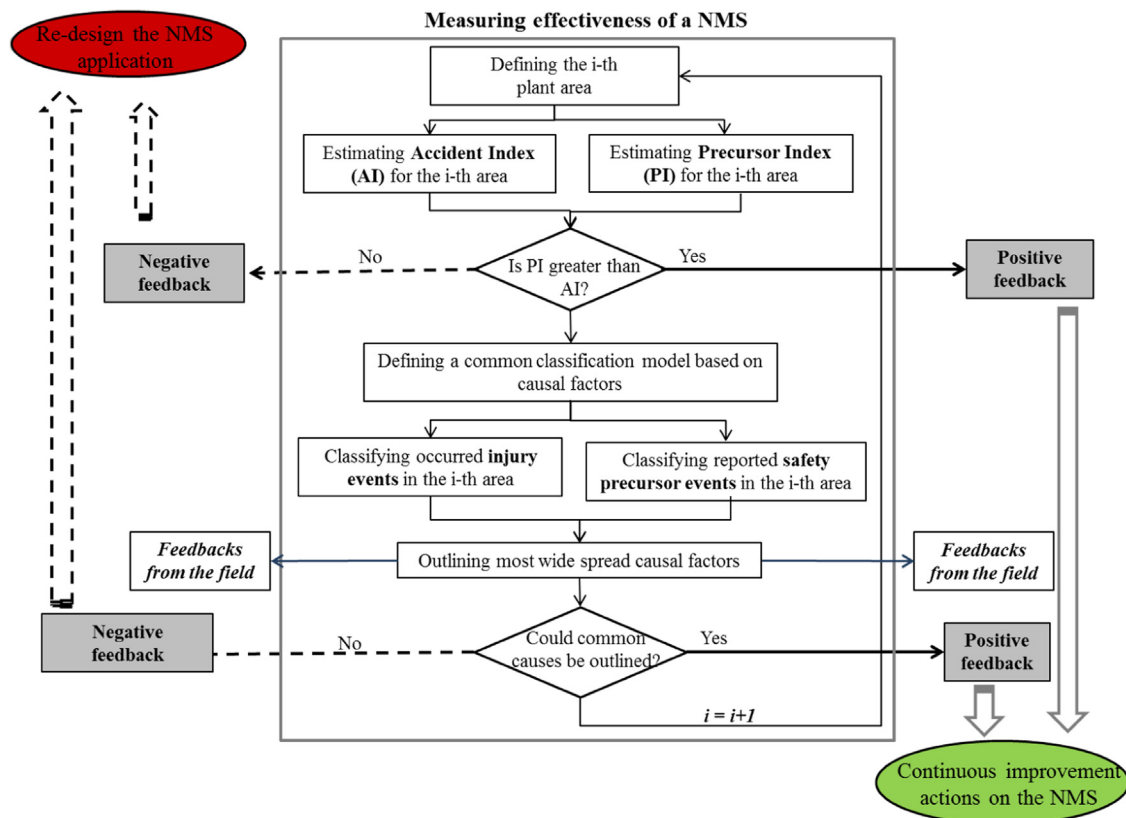 Measuring effectiveness of a NMS
Re-design the NMS
application
Defining the i-th
plant area
Estimating Accident Index
(AI) for the i-th area
Estimating Precursor Index
(PI) for the i-th area
No
Is PI greater than
AI?
Yes
Negative
feedback
Positive
feedback
Defining a common classification model based on
causal factors
Classifying occurred injury
events in the i-th area
Classifying reported safety
precursor events in the i-th area
Feedbacks
from the field
Outlining most wide spread causal factors
Feedbacks
from the field
Negative
feedback
No
Could common
causes be outlined?
Yes
Positive
feedback
i = i+1
Continuous improvement
actions on the NMS